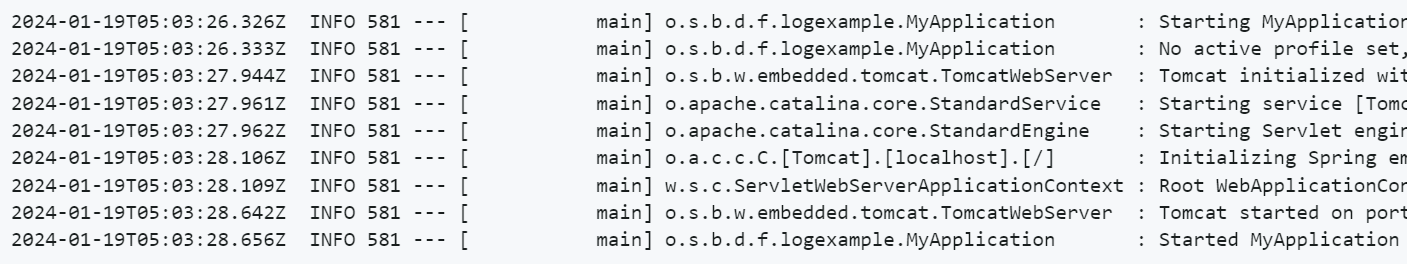 2024-01-19T05:03:26.326Z  INFO 581 --- [           main] o.s.b.d.f.logexample.MyApplication       : Starting MyApplication
2024-01-19T05:03:26.333Z  INFO 581 --- [           main] o.s.b.d.f.logexample.MyApplication       : No active profile set,
2024-01-19T05:03:27.944Z  INFO 581 --- [           main] o.s.b.w.embedded.tomcat.TomcatWebServer  : Tomcat initialized wit
2024-01-19T05:03:27.961Z  INFO 581 --- [           main] o.apache.catalina.core.StandardService   : Starting service [Tomc
2024-01-19T05:03:27.962Z  INFO 581 --- [           main] o.apache.catalina.core.StandardEngine    : Starting Servlet engin
2024-01-19T05:03:28.106Z  INFO 581 --- [           main] o.a.c.c.C.[Tomcat].[localhost].[/]       : Initializing Spring em
2024-01-19T05:03:28.109Z  INFO 581 --- [           main] w.s.c.ServletWebServerApplicationContext : Root WebApplicationCon
2024-01-19T05:03:28.642Z  INFO 581 --- [           main] o.s.b.w.embedded.tomcat.TomcatWebServer  : Tomcat started on port
2024-01-19T05:03:28.656Z  INFO 581 --- [           main] o.s.b.d.f.logexample.MyApplication       : Started MyApplication